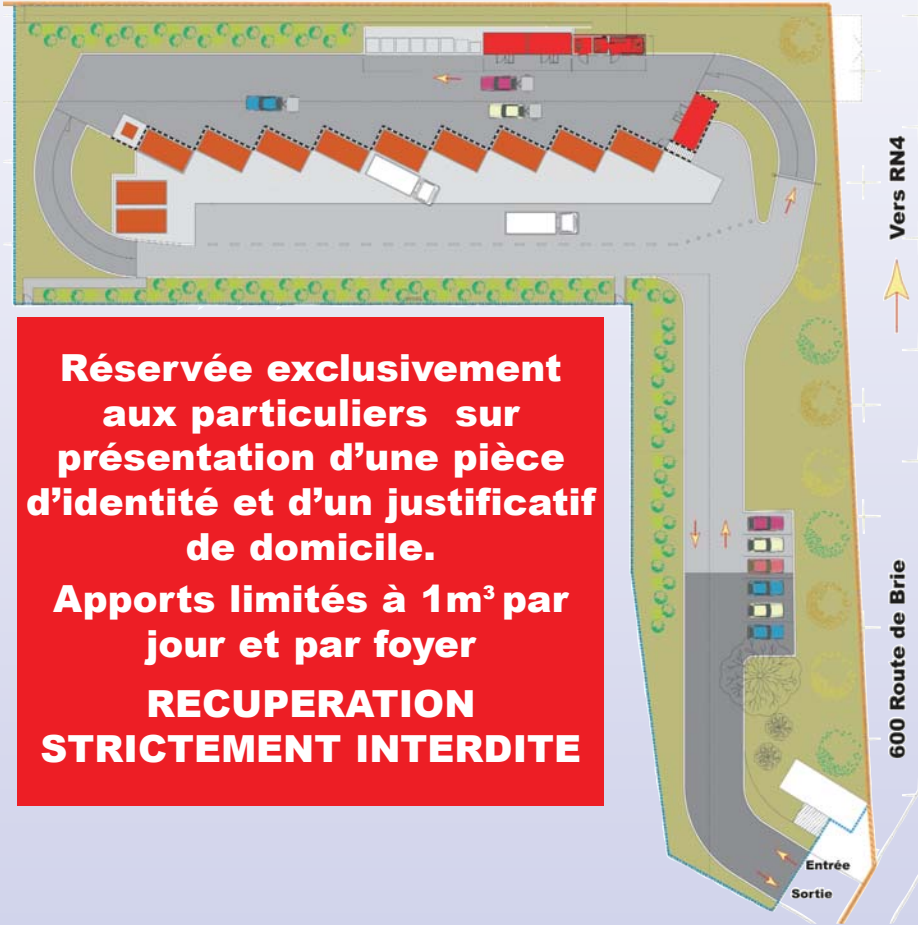 Vers RN4
Réservée exclusivement
aux particuliers sur
présentation d'une pièce
d'identité et d'un justificatif
de domicile.
Apports limités à 1m³ par
jour et par foyer
RECUPERATION
STRICTEMENT INTERDITE
600 Route de Brie
Entrée
Sortie